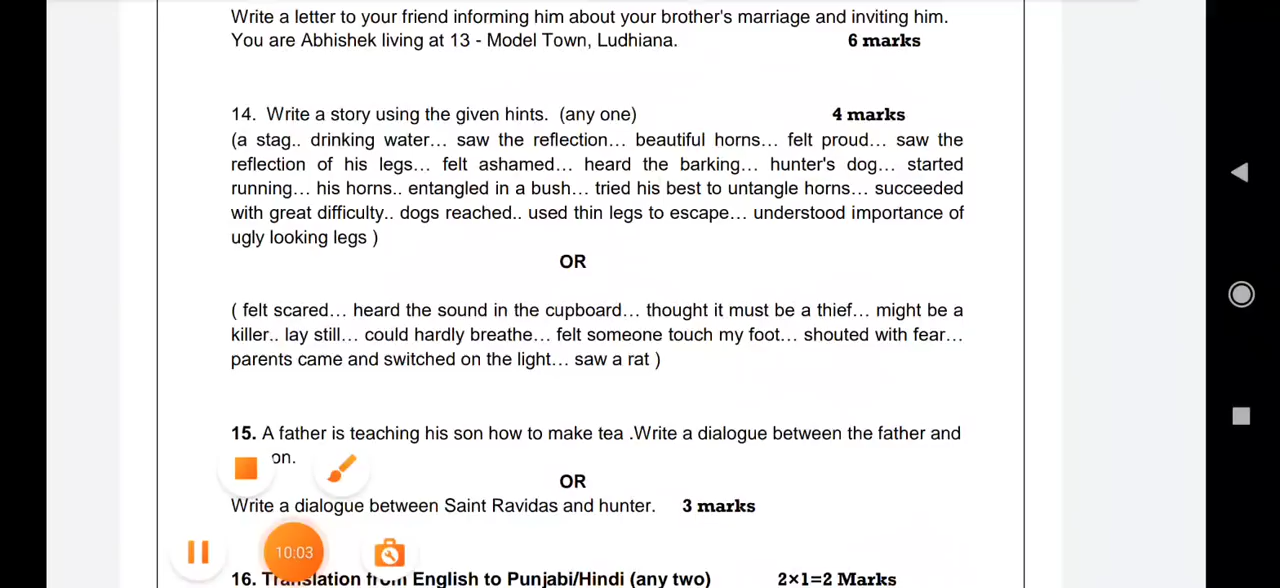 Write a letter to your friend informing him about your brother's marriage and inviting him.
You are Abhishek living at 13 - Model Town, Ludhiana. 6 marks
14. Write a story using the given hints. (any one) 4 marks
(a stag.. drinking water... saw the reflection... beautiful horns... felt proud... saw the
reflection of his legs... felt ashamed... heard the barking... hunter's dog... started
running... his horns.. entangled in a bush... tried his best to untangle horns... succeeded
with great difficulty.. dogs reached.. used thin legs to escape... understood importance of
ugly looking legs )
OR
( felt scared... heard the sound in the cupboard... thought it must be a thief... might be a
killer.. lay still... could hardly breathe... felt someone touch my foot... shouted with fear...
parents came and switched on the light... saw a rat )
15. A father is teaching his son how to make tea .Write a dialogue between the father and
on.
OR
Write a dialogue between Saint Ravidas and hunter. 3 marks
10:03
16. Translation from English to Punjabi/Hindi (any two) 2×1=2 Marks